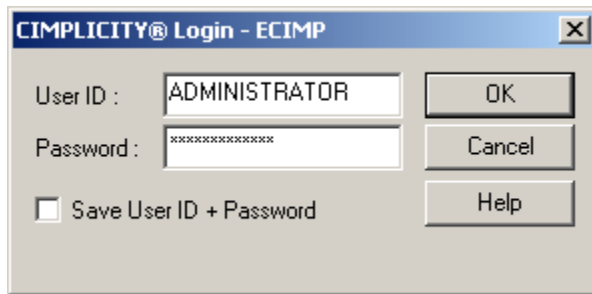 CIMPLICITY® Login - ECIMP
User ID : ADMINISTRATOR OK
Password : ************* Cancel
Save User ID + Password Help